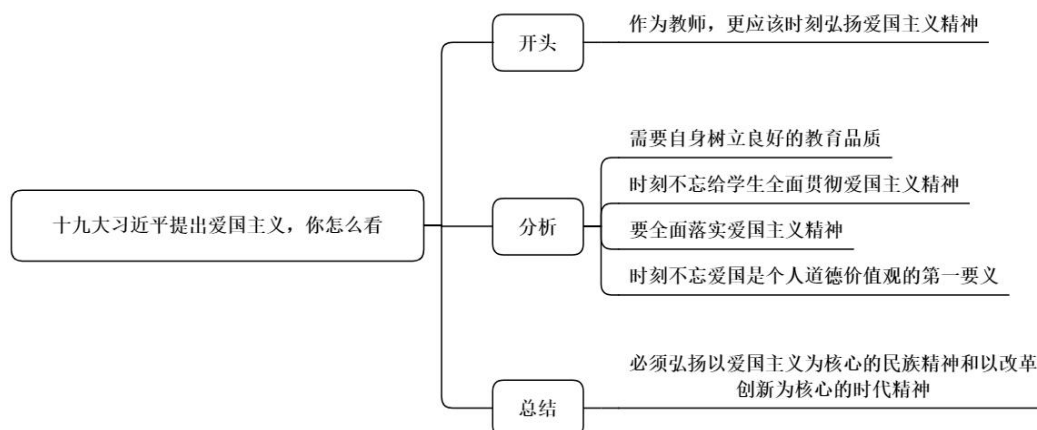 作为教师，更应该时刻弘扬爱国主义精神
开头
需要自身树立良好的教育品质
时刻不忘给学生全面贯彻爱国主义精神
十九大习近平提出爱国主义，你怎么看
分析
要全面落实爱国主义精神
时刻不忘爱国是个人道德价值观的第一要义
必须弘扬以爱国主义为核心的民族精神和以改革
创新为核心的时代精神
总结